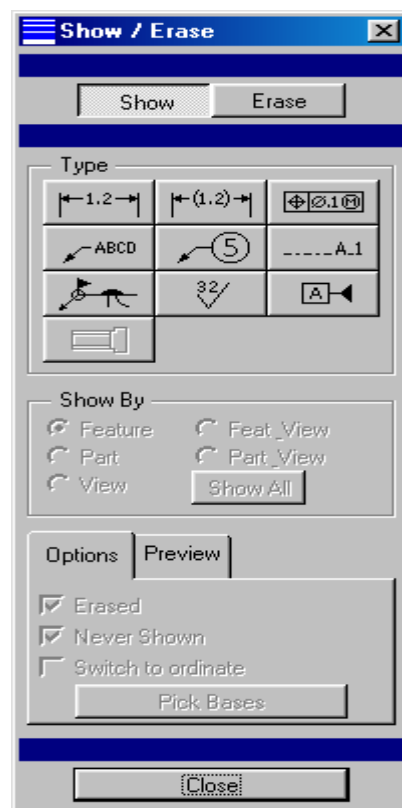 Show / Erase
Show Erase
Type
1.2 (1.2) ⌖ ⌀.1 Ⓜ
ABCD 5 A_1
32 A
Show By
Feature Feat_View
Part Part_View
View Show All
Options Preview
Erased
Never Shown
Switch to ordinate
Pick Bases
Close